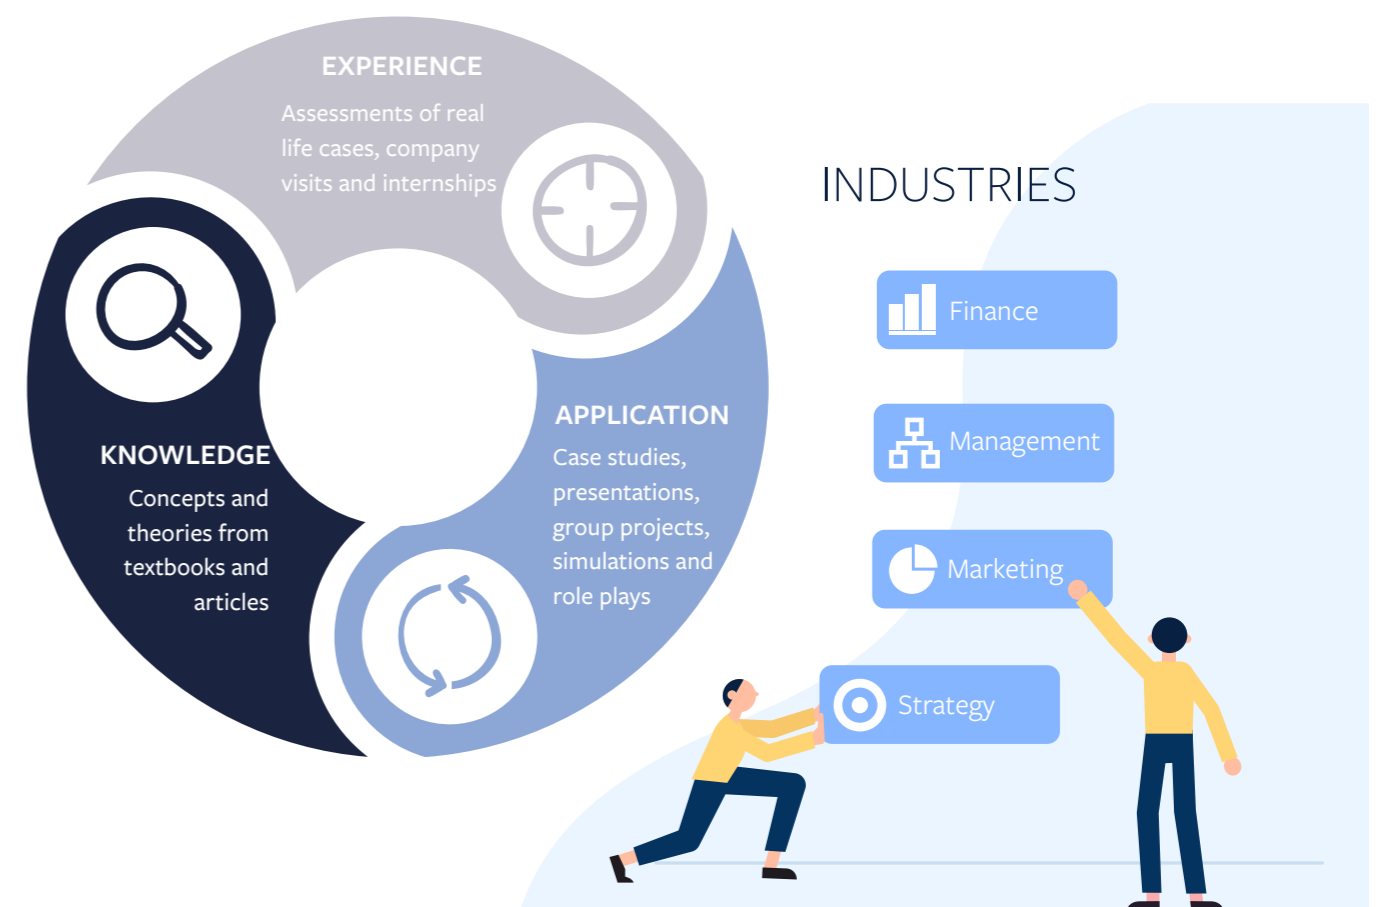 EXPERIENCE
Assessments of real
life cases, company
visits and internships
KNOWLEDGE
Concepts and
theories from
textbooks and
articles
APPLICATION
Case studies,
presentations,
group projects,
simulations and
role plays
INDUSTRIES
Finance
Management
Marketing
Strategy